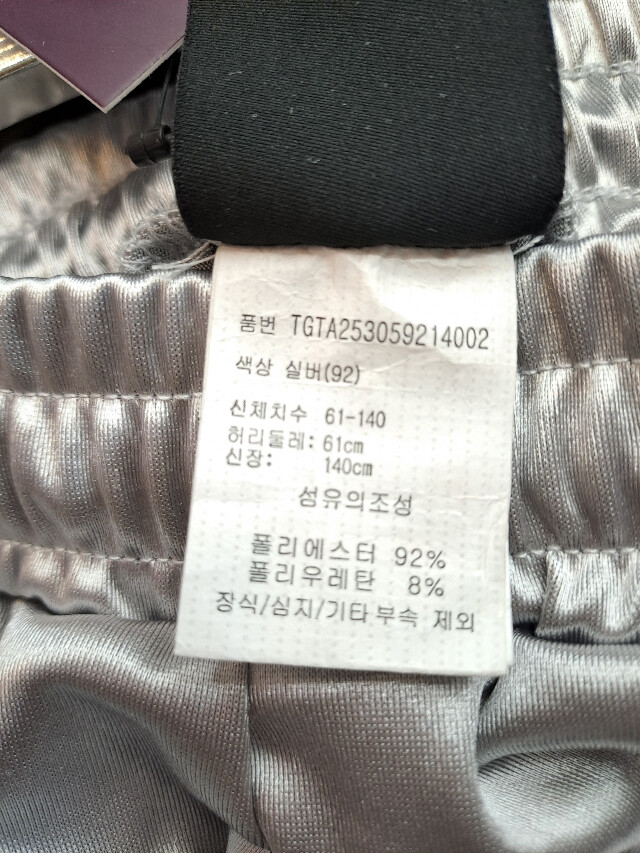 품번 TGTA253059214002
색상 실버(92)
신체치수 61-140
허리둘레: 61cm
신장: 140cm
섬유의조성
폴리에스터 92%
폴리우레탄 8%
장식/심지/기타부속 제외